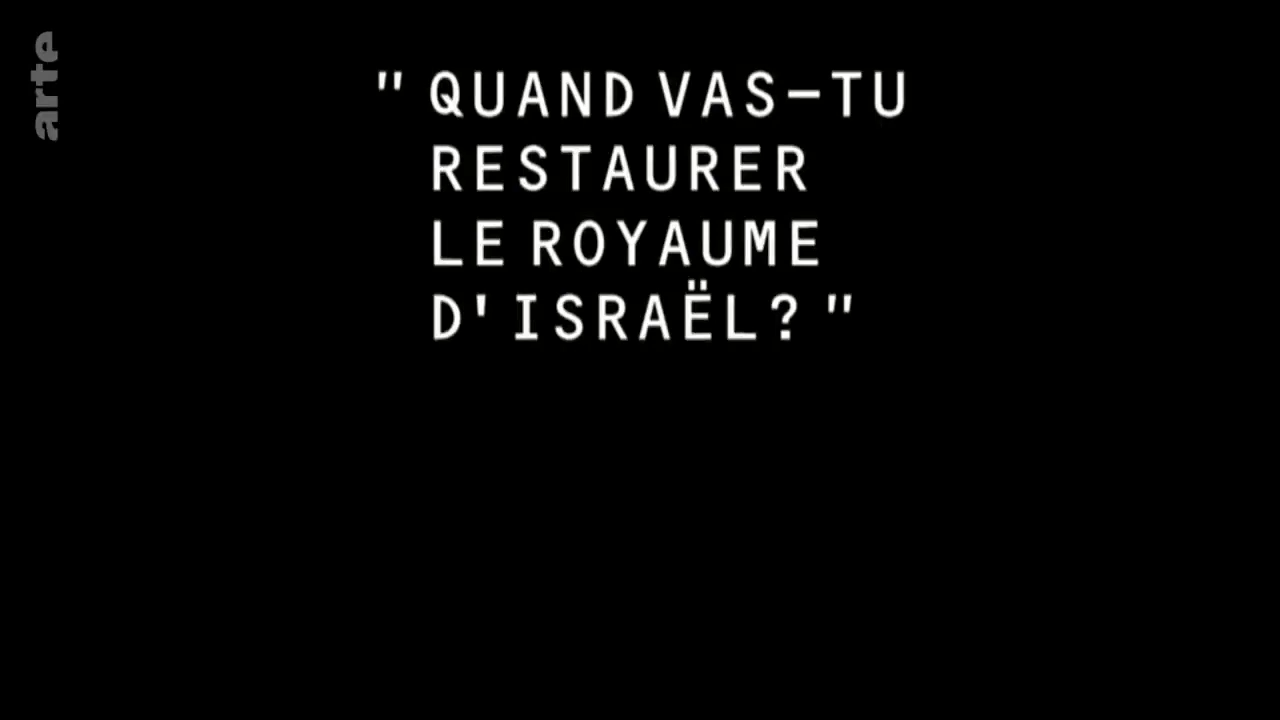 arte
" QUAND VAS-TU
RESTAURER
LE ROYAUME
D'ISRAËL? "